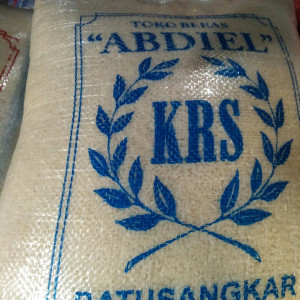 TOKO BERAS
"ABDIEL"
KRS
BATUSANGKAR